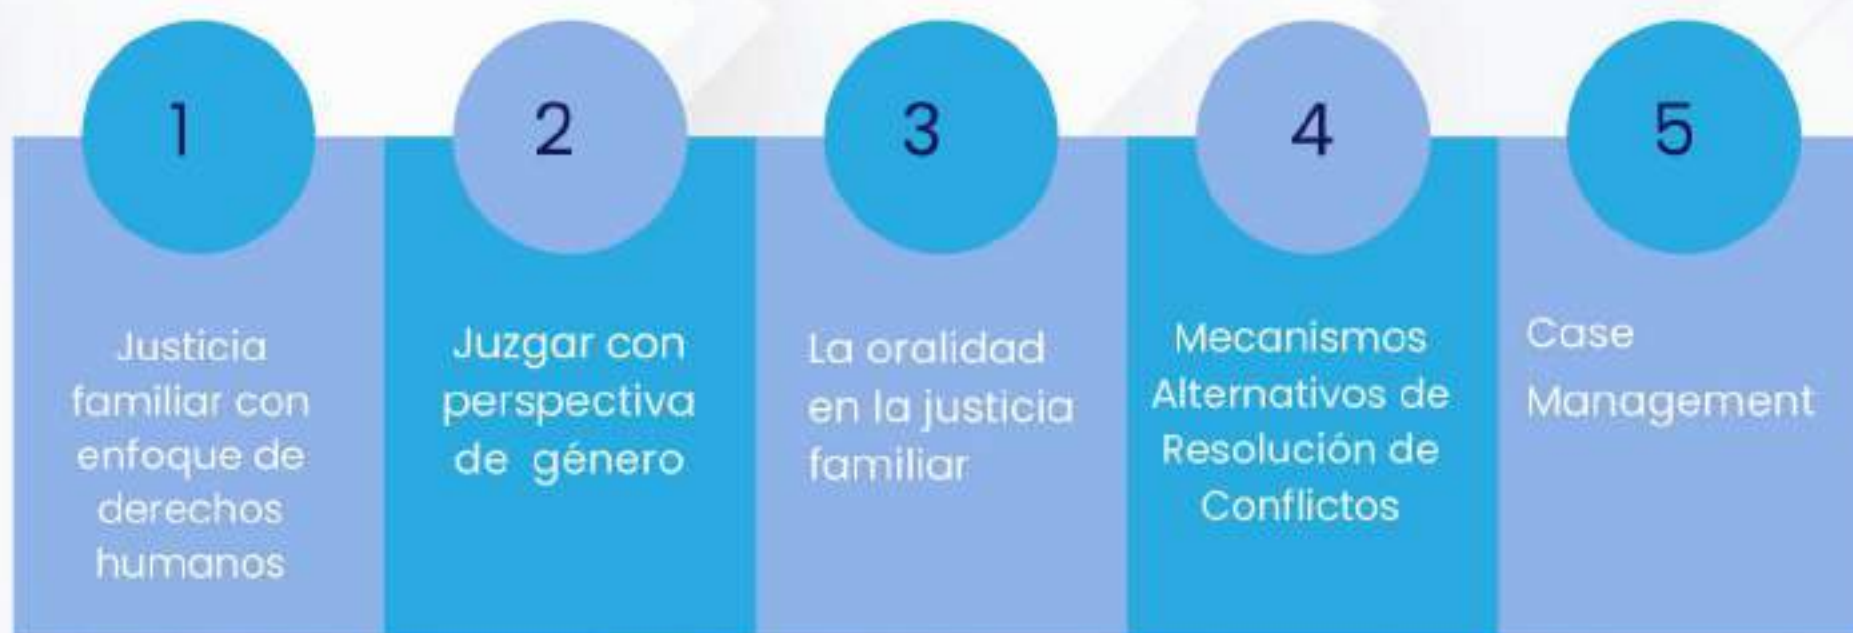 1
Justicia
familiar con
enfoque de
derechos
humanos
2
Juzgar con
perspectiva
de género
3
La oralidad
en la justicia
familiar
4
Mecanismos
Alternativos de
Resolución de
Conflictos
5
Case
Management